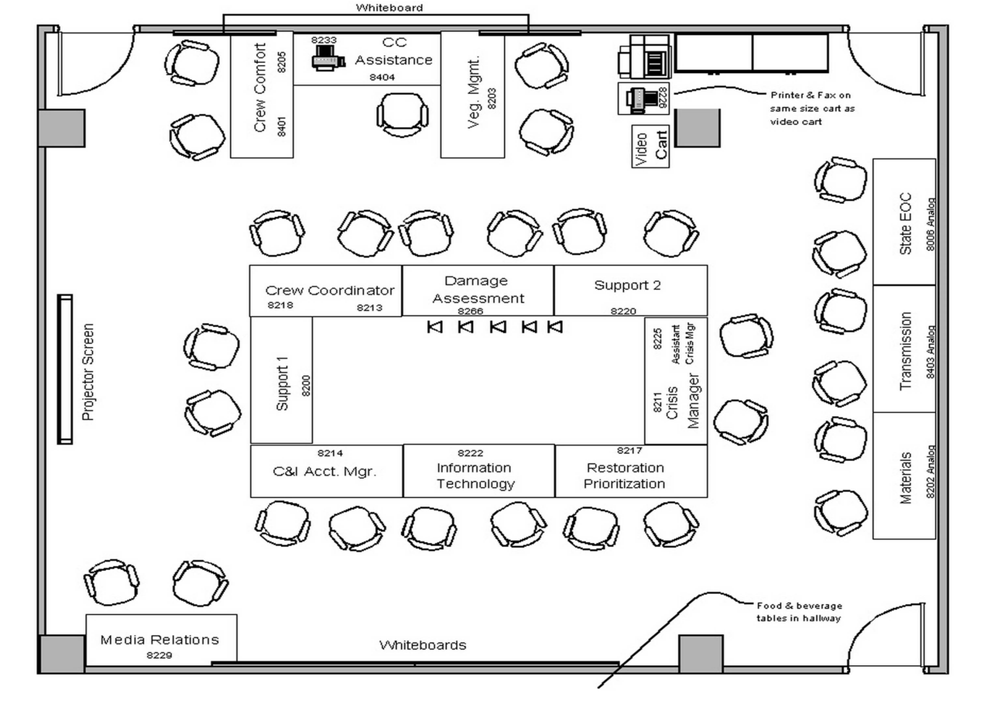 Whiteboard
Crew Comfort
8205
8401
8233
CC
Assistance
8404
Veg. Mgmt.
8203
8226
Printer & Fax on
same size cart as
video cart
Video
Cart
State EOC
8006 Analog
Transmission
8403 Analog
Materials
8202 Analog
Crew Coordinator
8218
8213
Damage
Assessment
8266
Support 2
8220
Projector Screen
Support 1
8200
8225
Assistant
Crisis Mgr
8211
Crisis
Manager
8214
C&I Acct. Mgr.
8222
Information
Technology
8217
Restoration
Prioritization
Food & beverage
tables in hallway
Media Relations
8229
Whiteboards